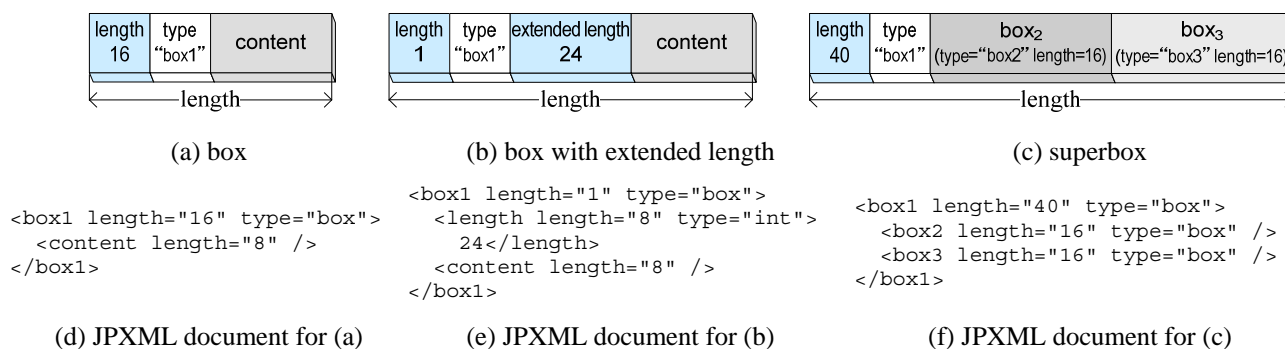 length
16
type
“box1”
content
length
(a) box
length
1
type
“box1”
extended length
24
content
length
(b) box with extended length
length
40
type
“box1”
box2
(type=“box2” length=16)
box3
(type=“box3” length=16)
length
(c) superbox
<box1 length="16" type="box">
<content length="8" />
</box1>
(d) JPXML document for (a)
<box1 length="1" type="box">
<length length="8" type="int">
24</length>
<content length="8" />
</box1>
(e) JPXML document for (b)
<box1 length="40" type="box">
<box2 length="16" type="box" />
<box3 length="16" type="box" />
</box1>
(f) JPXML document for (c)